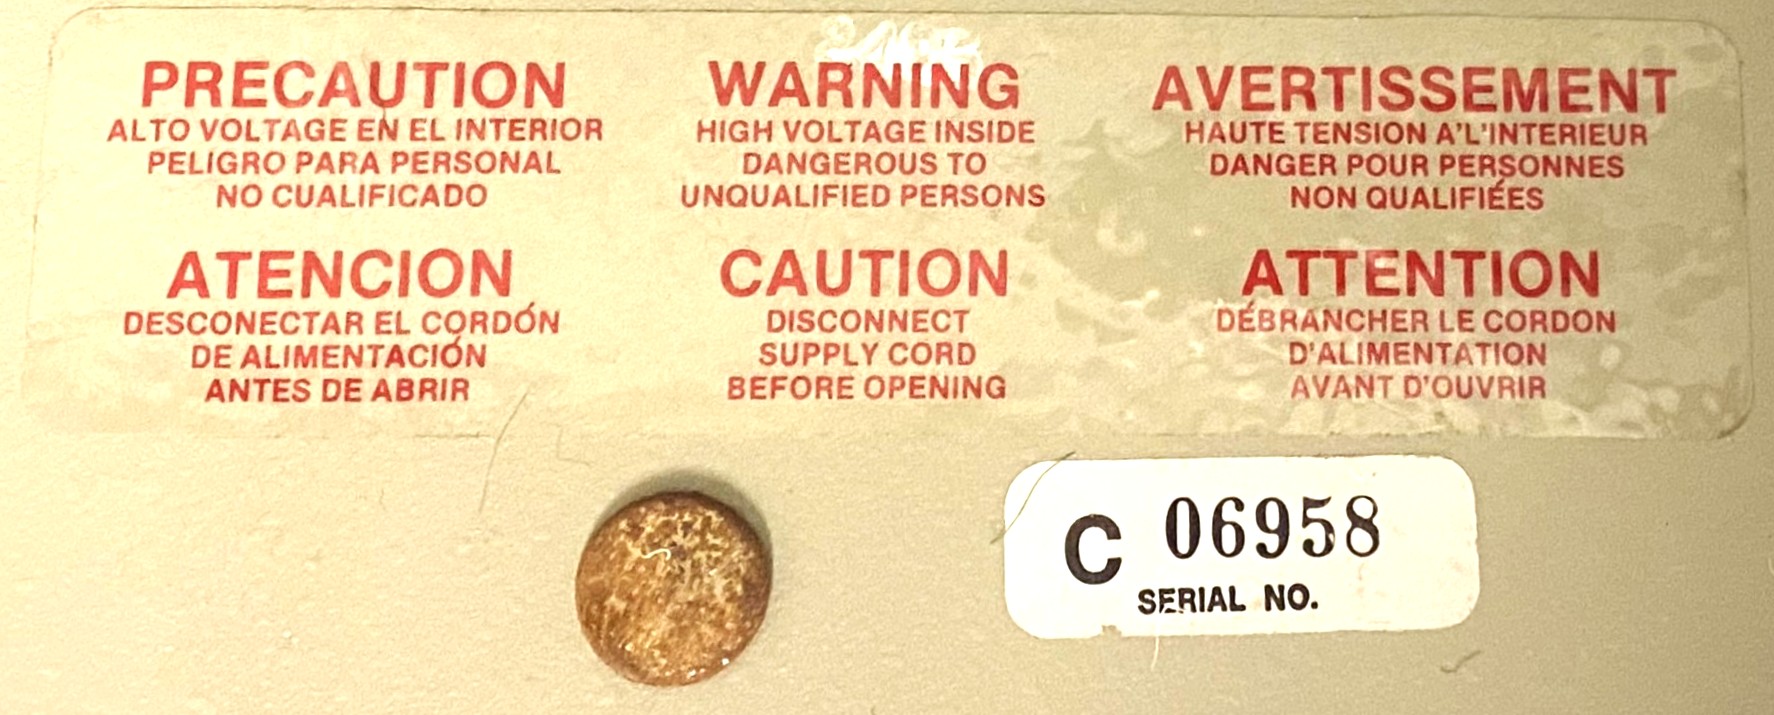 PRECAUTION
ALTO VOLTAGE EN EL INTERIOR
PELIGRO PARA PERSONAL
NO CUALIFICADO
WARNING
HIGH VOLTAGE INSIDE
DANGEROUS TO
UNQUALIFIED PERSONS
AVERTISSEMENT
HAUTE TENSION A'L'INTERIEUR
DANGER POUR PERSONNES
NON QUALIFIÉES
ATENCION
DESCONECTAR EL CORDÓN
DE ALIMENTACIÓN
ANTES DE ABRIR
CAUTION
DISCONNECT
SUPPLY CORD
BEFORE OPENING
ATTENTION
DÉBRANCHER LE CORDON
D'ALIMENTATION
AVANT D'OUVRIR
C 06958
SERIAL NO.